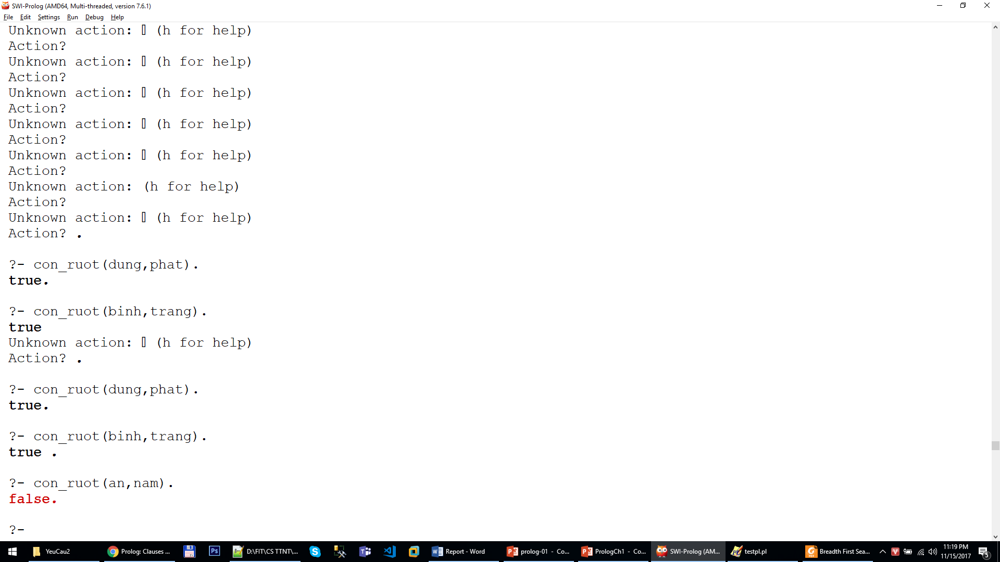 SWI-Prolog (AMD64, Multi-threaded, version 7.6.1)
File Edit Settings Run Debug Help
Unknown action: ▯ (h for help)
Action?
Unknown action: ▯ (h for help)
Action?
Unknown action: ▯ (h for help)
Action?
Unknown action: ▯ (h for help)
Action?
Unknown action: ▯ (h for help)
Action?
Unknown action: (h for help)
Action?
Unknown action: ▯ (h for help)
Action? .
?- con_ruot(dung,phat).
true.
?- con_ruot(binh,trang).
true
Unknown action: ▯ (h for help)
Action? .
?- con_ruot(dung,phat).
true.
?- con_ruot(binh,trang).
true .
?- con_ruot(an,nam).
false.
?-
YeuCau2 Prolog: Clauses ... Ps D:\FIT\CS TTNT\... Report - Word prolog-01 - Co... PrologCh1 - Co... SWI-Prolog (AM... testpl.pl Breadth First Sea... 11:19 PM
11/15/2017 5